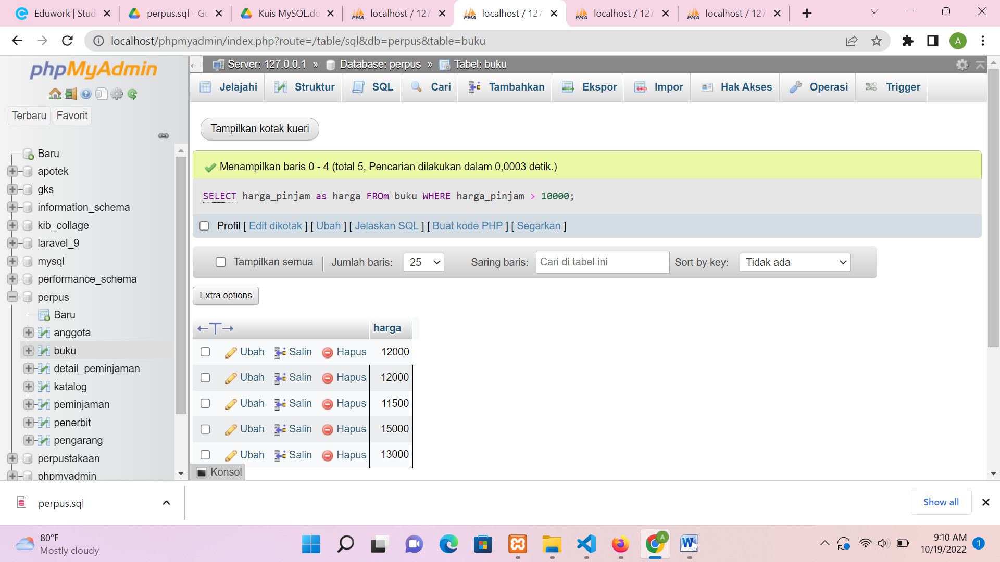 Eduwork | Stud
perpus.sql - Go
Kuis MySQL.do
localhost / 127
localhost / 127
localhost / 127
localhost / 127
localhost/phpmyadmin/index.php?route=/table/sql&db=perpus&table=buku
A
phpMyAdmin
Terbaru
Favorit
Baru
apotek
gks
information_schema
kib_collage
laravel_9
mysql
performance_schema
perpus
Baru
anggota
buku
detail_peminjaman
katalog
peminjaman
penerbit
pengarang
perpustakaan
phpmyadmin
Server: 127.0.0.1 » Database: perpus » Tabel: buku
Jelajahi Struktur SQL Cari Tambahkan Ekspor Impor Hak Akses Operasi Trigger
Tampilkan kotak kueri
Menampilkan baris 0 - 4 (total 5, Pencarian dilakukan dalam 0,0003 detik.)
SELECT harga_pinjam as harga FROm buku WHERE harga_pinjam > 10000;
Profil [ Edit dikotak ] [ Ubah ] [ Jelaskan SQL ] [ Buat kode PHP ] [ Segarkan ]
Tampilkan semua | Jumlah baris: 25 Saring baris: Cari di tabel ini Sort by key: Tidak ada
Extra options
←T→ harga
Ubah Salin Hapus 12000
Ubah Salin Hapus 12000
Ubah Salin Hapus 11500
Ubah Salin Hapus 15000
Ubah Salin Hapus 13000
Konsol
perpus.sql
Show all
80°F
Mostly cloudy
A
W
9:10 AM
10/19/2022
1